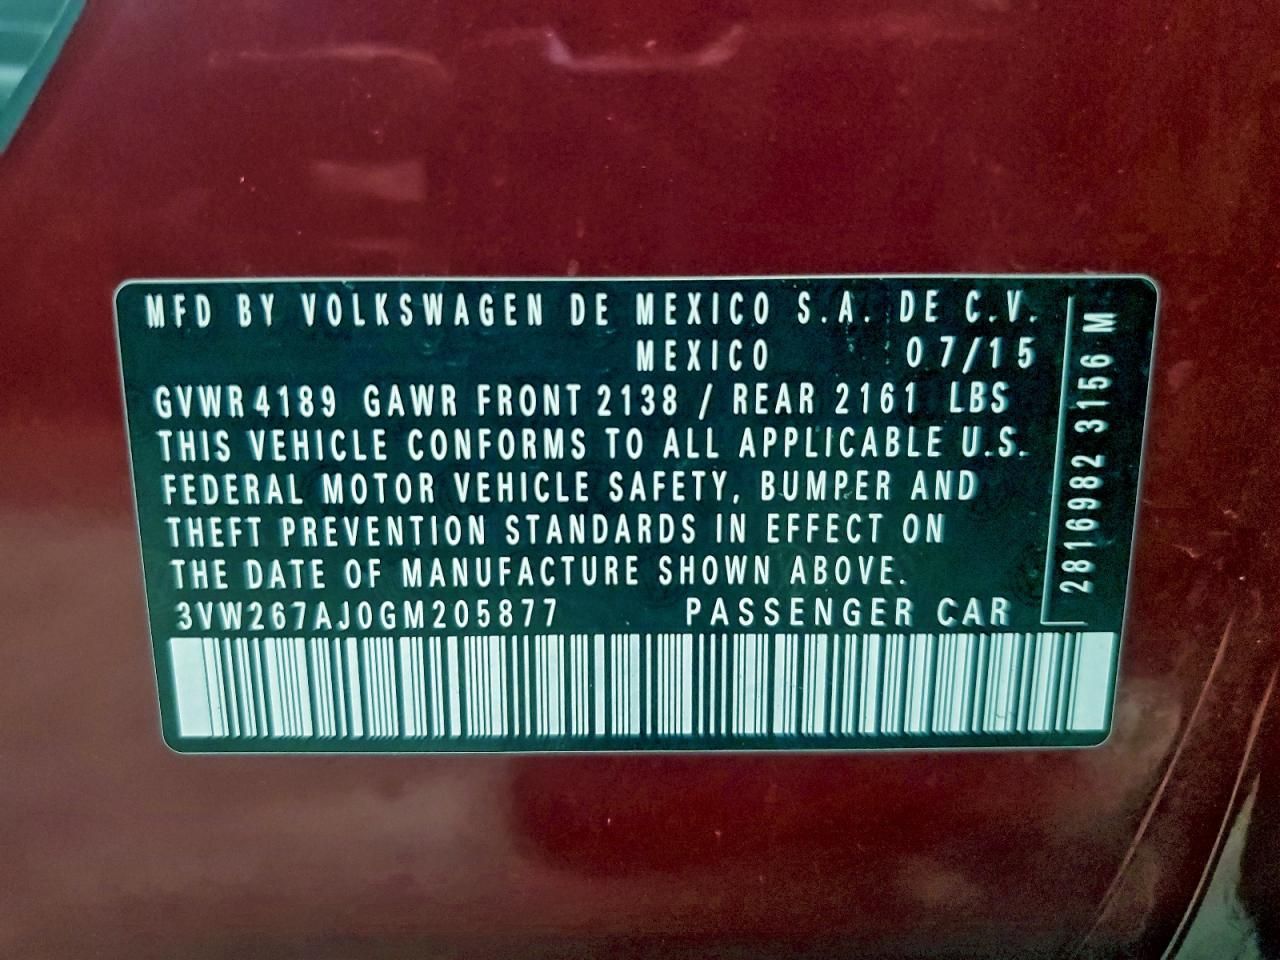 MFD BY VOLKSWAGEN DE MEXICO S.A. DE C.V.
MEXICO 07/15
GVWR 4189 GAWR FRONT 2138 / REAR 2161 LBS
THIS VEHICLE CONFORMS TO ALL APPLICABLE U.S.
FEDERAL MOTOR VEHICLE SAFETY, BUMPER AND
THEFT PREVENTION STANDARDS IN EFFECT ON
THE DATE OF MANUFACTURE SHOWN ABOVE.
3VW267AJ0GM205877 PASSENGER CAR
2816982 3156 M